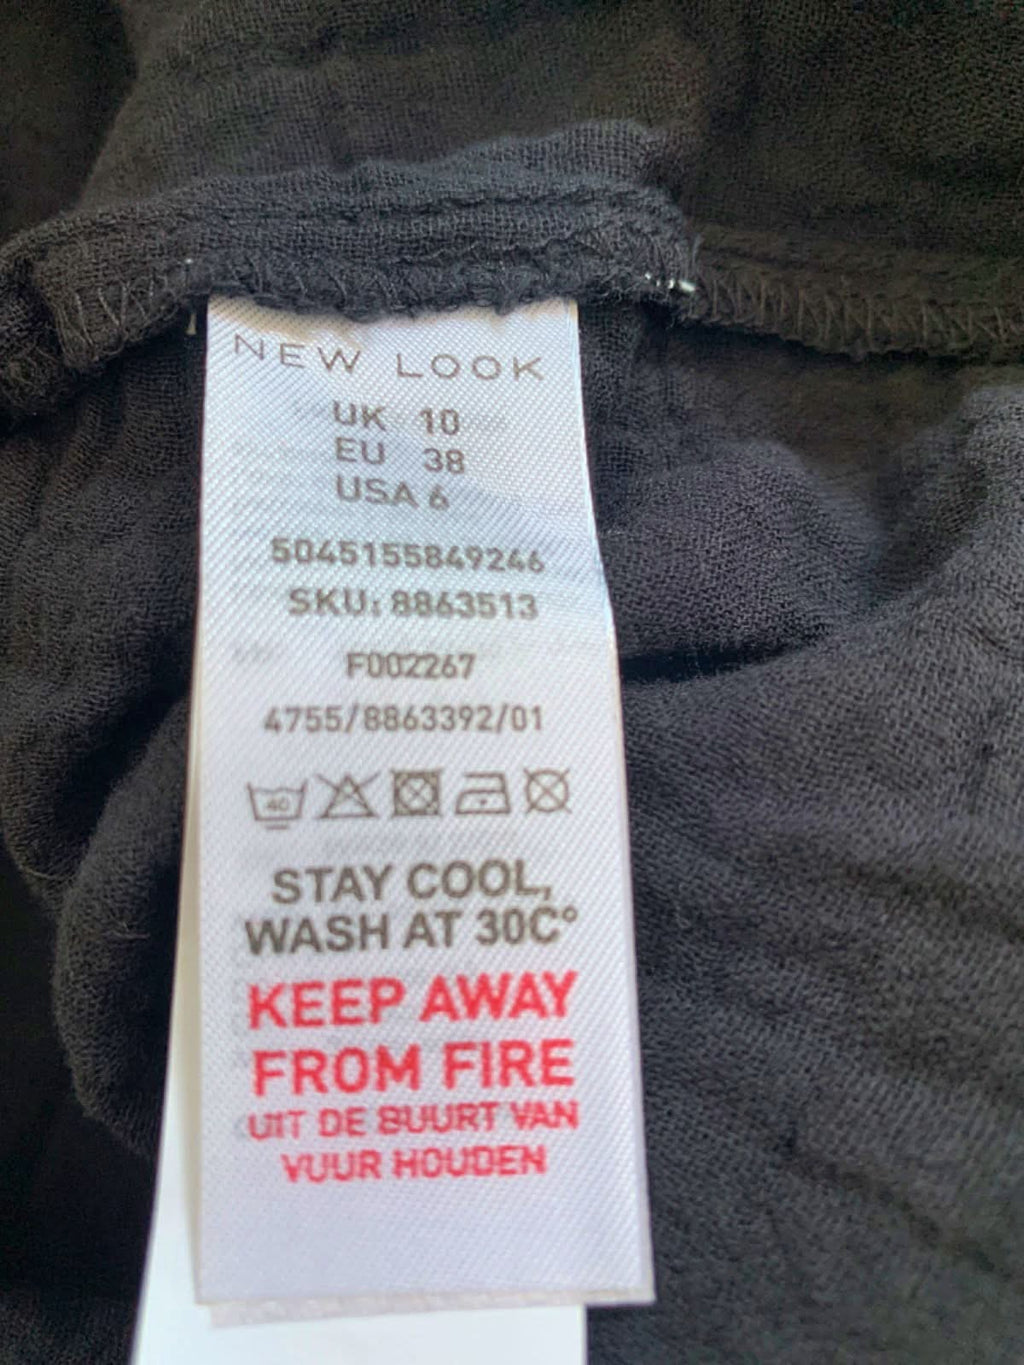 NEW LOOK
UK 10
EU 38
USA 6
5045155849246
SKU: 8863513
F002267
4755/8863392/01
40
STAY COOL,
WASH AT 30C°
KEEP AWAY
FROM FIRE
UIT DE BUURT VAN
VUUR HOUDEN